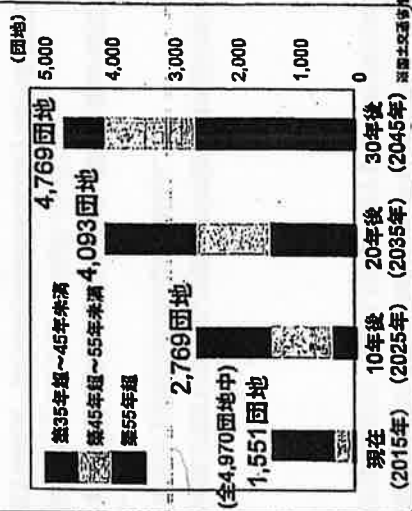 (団地)
5,000
4,000
3,000
2,000
1,000
0
築35年超〜45年未満
築45年超〜55年未満
築55年超
4,769団地
4,093団地
2,769団地
(全4,970団地中)
1,551団地
現在
(2015年)
10年後
(2025年)
20年後
(2035年)
30年後
(2045年)